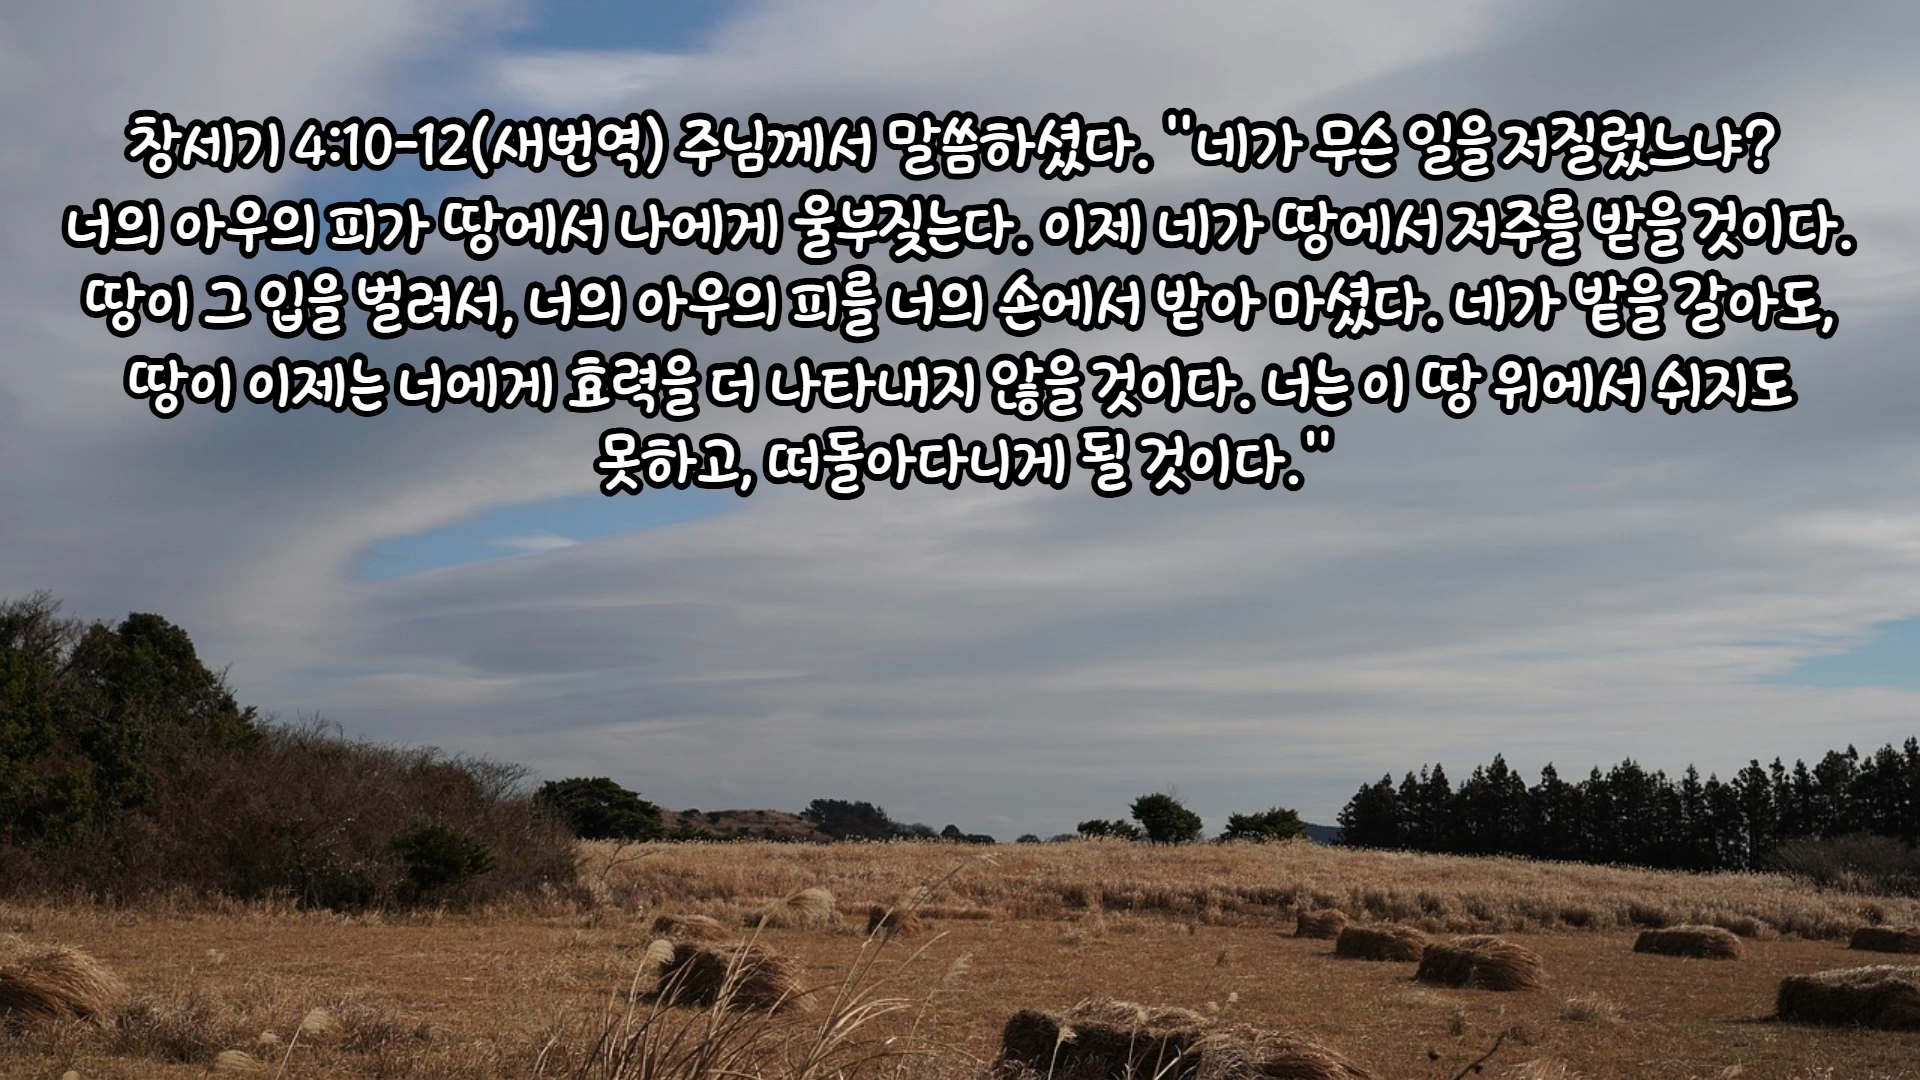 창세기 4:10-12(새번역) 주님께서 말씀하셨다. "네가 무슨 일을 저질렀느냐?
너의 아우의 피가 땅에서 나에게 울부짖는다. 이제 네가 땅에서 저주를 받을 것이다.
땅이 그 입을 벌려서, 너의 아우의 피를 너의 손에서 받아 마셨다. 네가 밭을 갈아도,
땅이 이제는 너에게 효력을 더 나타내지 않을 것이다. 너는 이 땅 위에서 쉬지도
못하고, 떠돌아다니게 될 것이다."